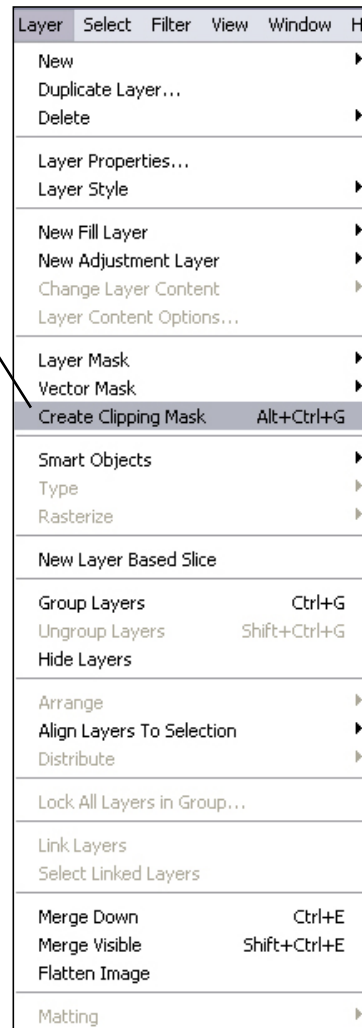 Layer Select Filter View Window H
New
Duplicate Layer...
Delete
Layer Properties...
Layer Style
New Fill Layer
New Adjustment Layer
Change Layer Content
Layer Content Options...
Layer Mask
Vector Mask
Create Clipping Mask Alt+Ctrl+G
Smart Objects
Type
Rasterize
New Layer Based Slice
Group Layers Ctrl+G
Ungroup Layers Shift+Ctrl+G
Hide Layers
Arrange
Align Layers To Selection
Distribute
Lock All Layers in Group...
Link Layers
Select Linked Layers
Merge Down Ctrl+E
Merge Visible Shift+Ctrl+E
Flatten Image
Matting